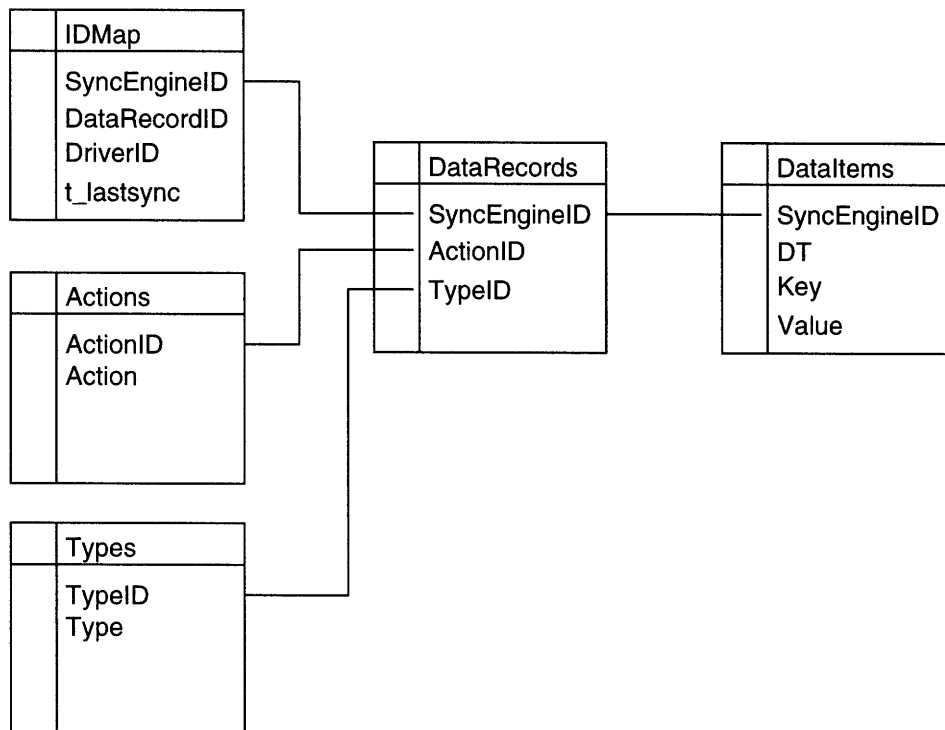 IDMap
SyncEngineID
DataRecordID
DriverID
t_lastsync
Actions
ActionID
Action
Types
TypeID
Type
DataRecords
SyncEngineID
ActionID
TypeID
DataItems
SyncEngineID
DT
Key
Value